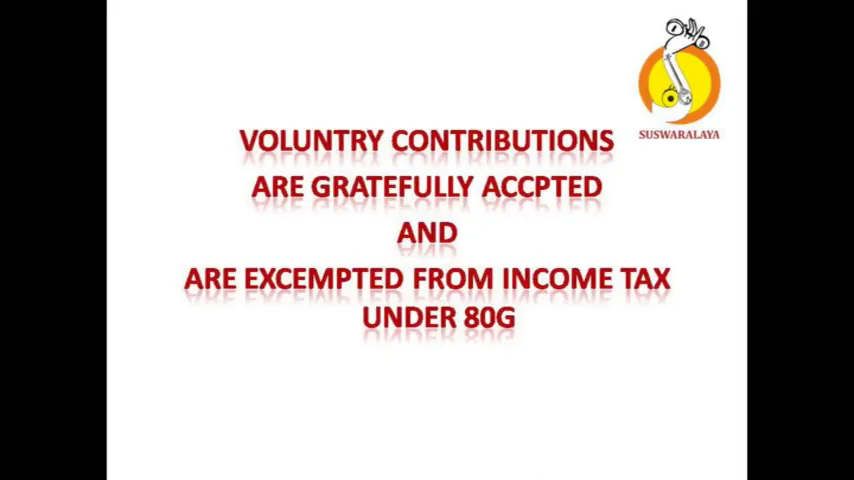 SUSWARALAYA
VOLUNTRY CONTRIBUTIONS
ARE GRATEFULLY ACCPTED
AND
ARE EXCEMPTED FROM INCOME TAX
UNDER 80G